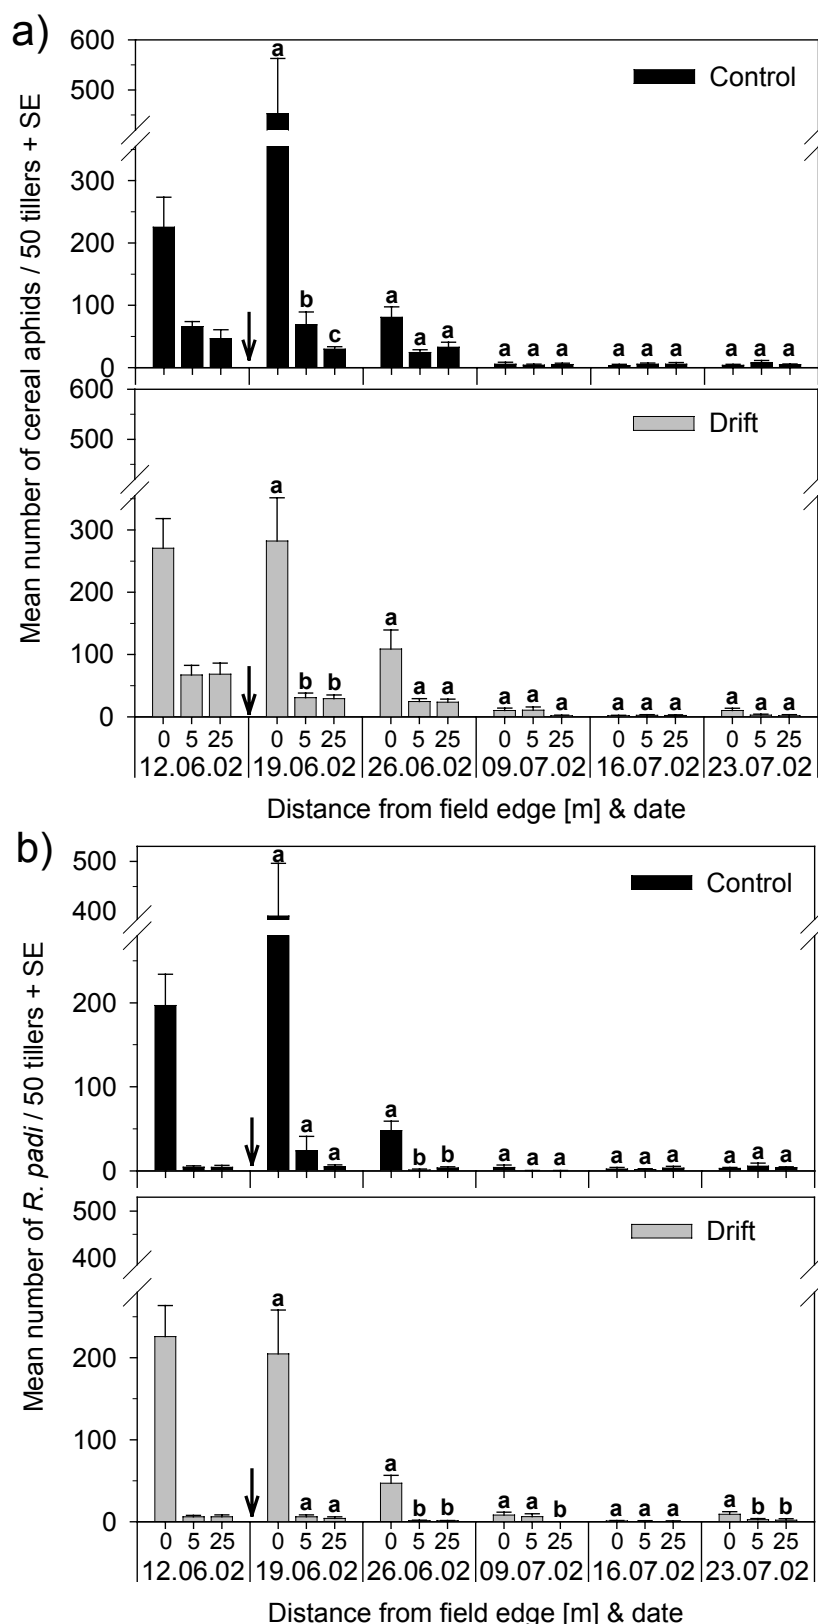 a)
Mean number of cereal aphids / 50 tillers + SE
600
500
300
200
100
0
Control
a
b
c
a
a
a
a a a
a a a
a a a
600
500
300
200
100
0
Drift
a
b b
a
a a
a a a
a a a
a a a
0 5 25 0 5 25 0 5 25 0 5 25 0 5 25 0 5 25
12.06.02 19.06.02 26.06.02 09.07.02 16.07.02 23.07.02
Distance from field edge [m] & date
b)
Mean number of R. padi / 50 tillers + SE
500
400
200
100
0
Control
a
a a
a
b b
a a a
a a a
a a a
500
400
200
100
0
Drift
a
a a
a
b b
a a b
a a a
a b b
0 5 25 0 5 25 0 5 25 0 5 25 0 5 25 0 5 25
12.06.02 19.06.02 26.06.02 09.07.02 16.07.02 23.07.02
Distance from field edge [m] & date